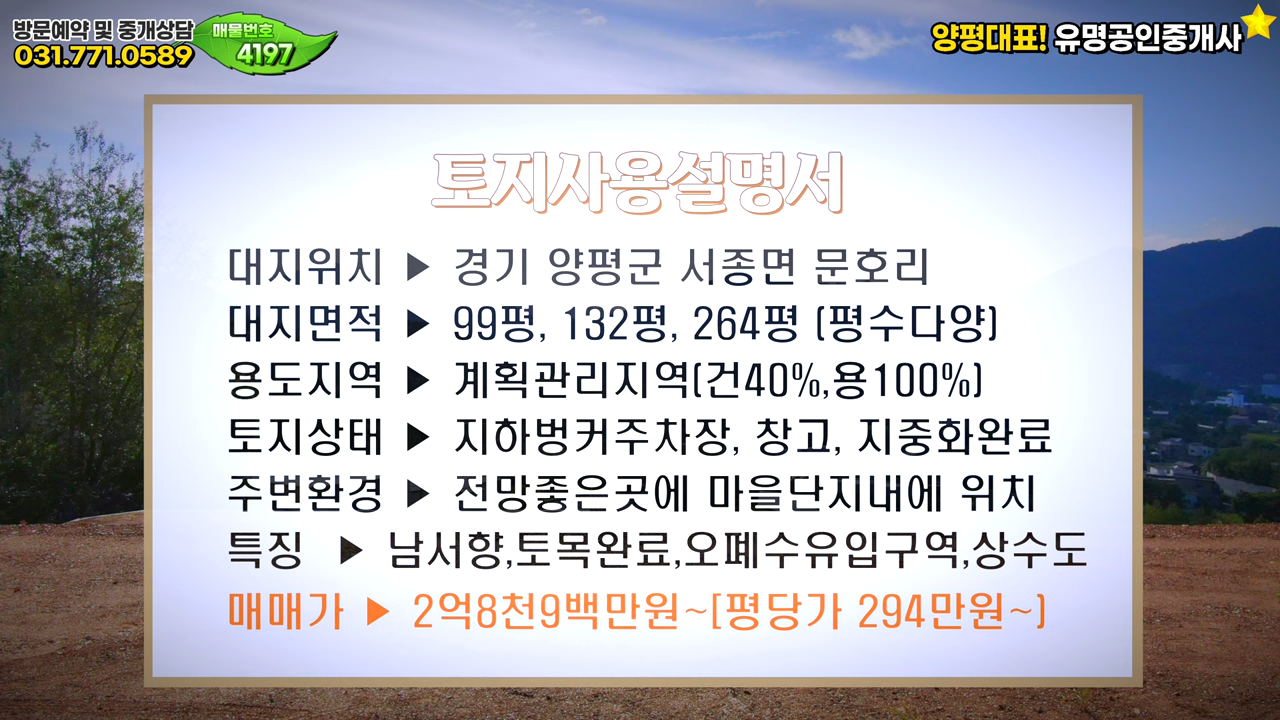 방문예약 및 중개상담
031.771.0589
매물번호
4197
양평대표! 유명공인중개사
토지사용설명서
대지위치 ▶ 경기 양평군 서종면 문호리
대지면적 ▶ 99평, 132평, 264평 (평수다양)
용도지역 ▶ 계획관리지역(건40%,용100%)
토지상태 ▶ 지하벙커주차장, 창고, 지중화완료
주변환경 ▶ 전망좋은곳에 마을단지내에 위치
특징 ▶ 남서향,토목완료,오폐수유입구역,상수도
매매가 ▶ 2억8천9백만원~(평당가 294만원~)